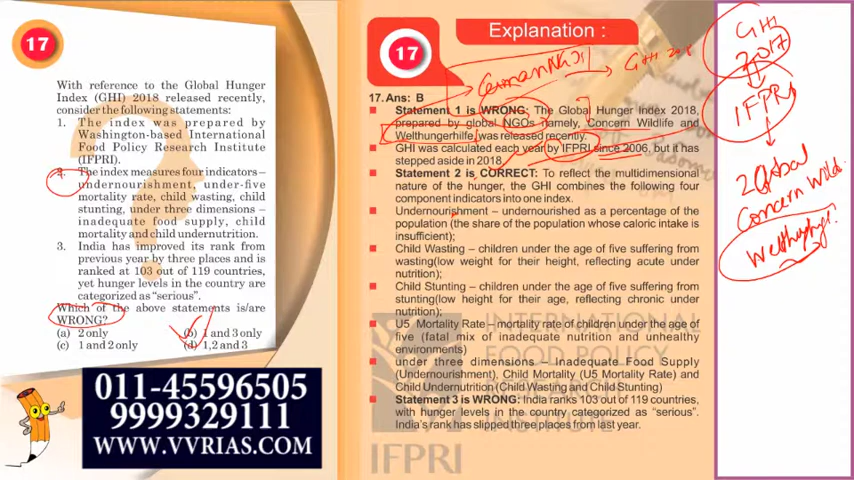 17
With reference to the Global Hunger
Index (GHI) 2018 released recently,
consider the following statements:
1. The index was prepared by
Washington-based International
Food Policy Research Institute
(IFPRI).
2. The index measures four indicators–
undernourishment, under-five
mortality rate, child wasting, child
stunting, under three dimensions –
inadequate food supply, child
mortality and child undernutrition.
3. India has improved its rank from
previous year by three places and is
ranked at 103 out of 119 countries,
yet hunger levels in the country are
categorized as “serious”.
Which of the above statements is/are
WRONG?
(a) 2 only (b) 1 and 3 only
(c) 1 and 2 only (d) 1,2 and 3
011-45596505
9999329111
WWW.VVRIAS.COM
Explanation :
17
German NGO
GHI 2018
17. Ans: B
Statement 1 is WRONG: The Global Hunger Index 2018,
prepared by global NGOs namely, Concern Wildlife and
Welthungerhilfe, was released recently.
GHI was calculated each year by IFPRI since 2006, but it has
stepped aside in 2018.
Statement 2 is CORRECT: To reflect the multidimensional
nature of the hunger, the GHI combines the following four
component indicators into one index.
Undernourishment – undernourished as a percentage of the
population (the share of the population whose caloric intake is
insufficient);
Child Wasting – children under the age of five suffering from
wasting(low weight for their height, reflecting acute under
nutrition);
Child Stunting – children under the age of five suffering from
stunting(low height for their age, reflecting chronic under
nutrition);
U5 Mortality Rate – mortality rate of children under the age of
five (fatal mix of inadequate nutrition and unhealthy
environments)
under three dimensions – Inadequate Food Supply
(Undernourishment), Child Mortality (U5 Mortality Rate) and
Child Undernutrition (Child Wasting and Child Stunting)
Statement 3 is WRONG: India ranks 103 out of 119 countries,
with hunger levels in the country categorized as “serious”.
India’s rank has slipped three places from last year.
INTERNATIONAL
FOOD POLICY
RESEARCH
INSTITUTE
IFPRI
GHI
2017
IFPRI
2 Global
Concern Wild